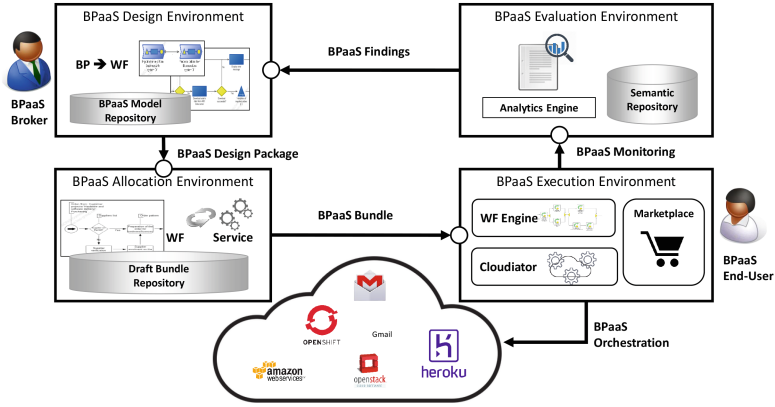 BPaaS Design Environment
BP → WF
BPaaS Model
Repository
BPaaS
Broker
BPaaS Findings
BPaaS Evaluation Environment
Analytics Engine
Semantic
Repository
BPaaS Design Package
BPaaS Monitoring
BPaaS Allocation Environment
WF
Service
Draft Bundle
Repository
BPaaS Bundle
BPaaS Execution Environment
WF Engine
Cloudiator
Marketplace
BPaaS
End-User
BPaaS
Orchestration
Gmail
OPENSHIFT
amazon
webservices
openstack
heroku